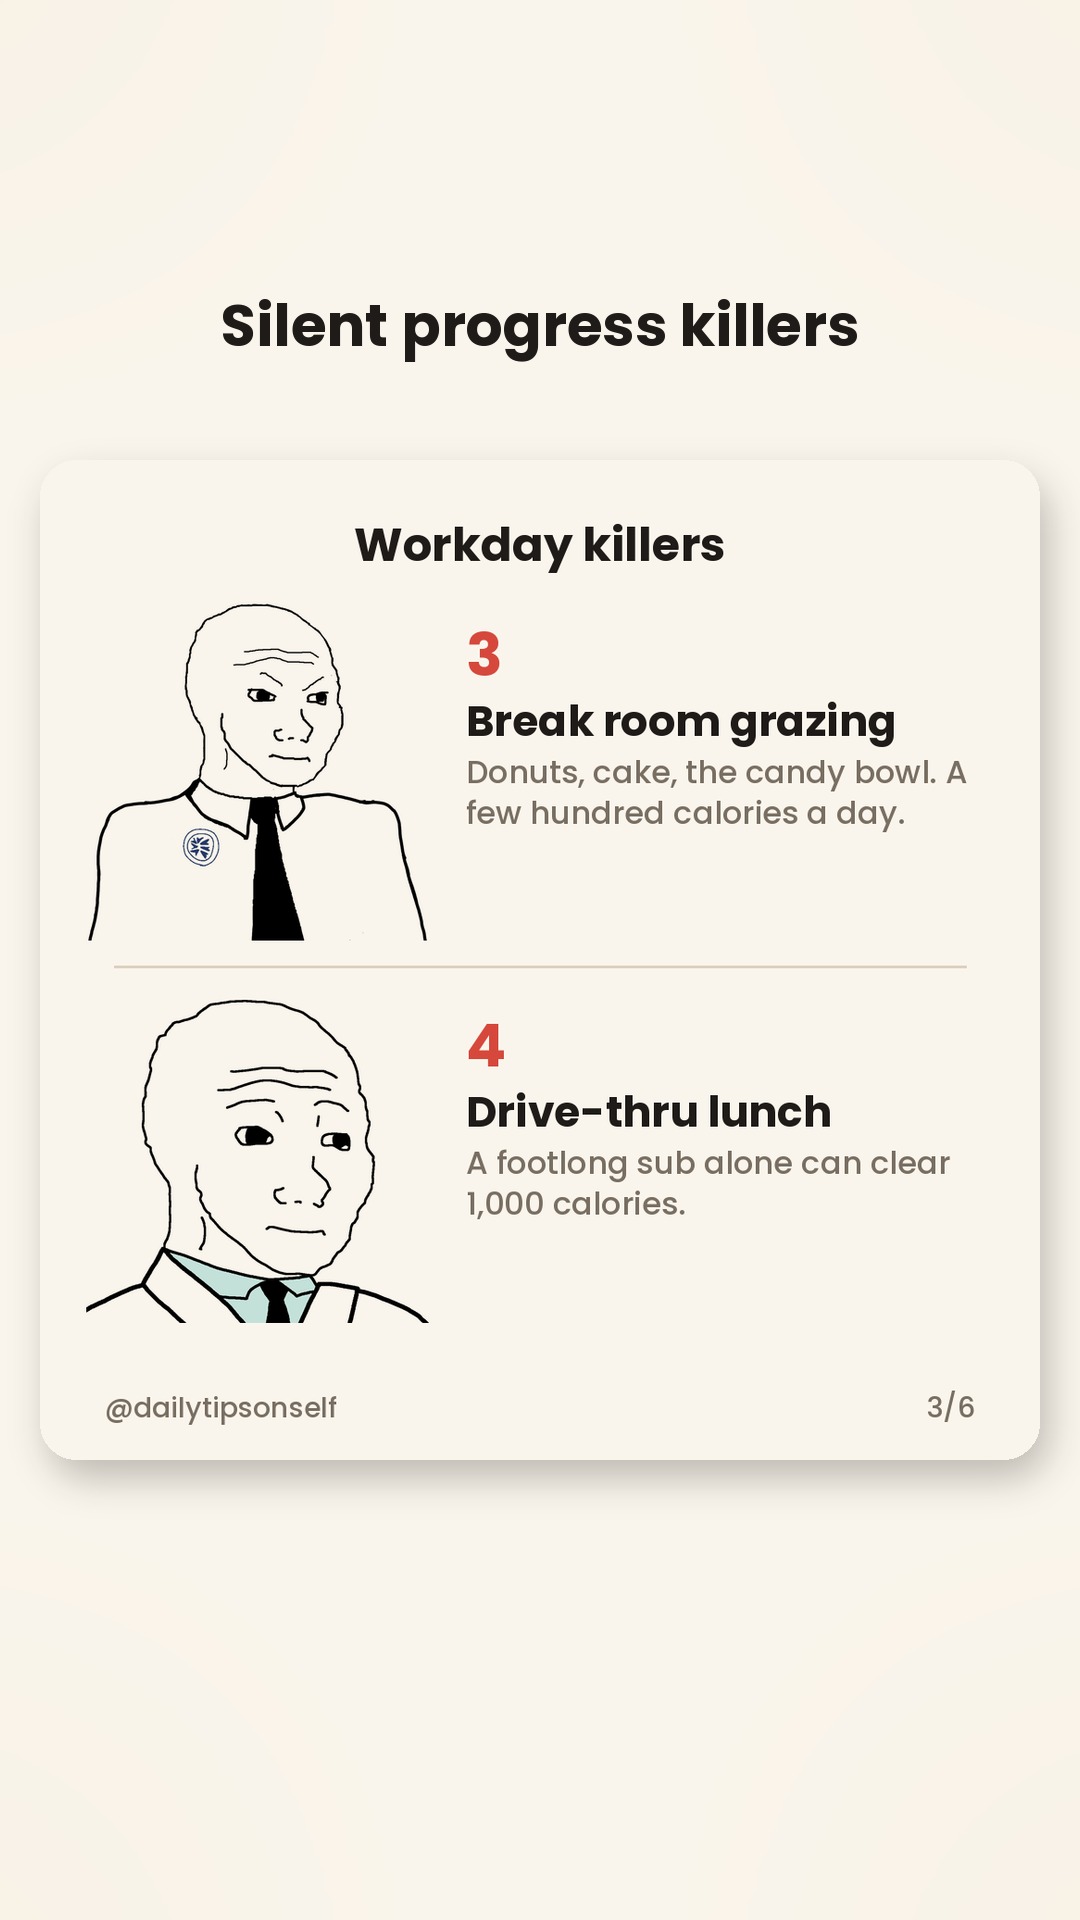 Silent progress killers
Workday killers
3
Break room grazing
Donuts, cake, the candy bowl. A
few hundred calories a day.
4
Drive-thru lunch
A footlong sub alone can clear
1,000 calories.
@dailytipsonself
3/6